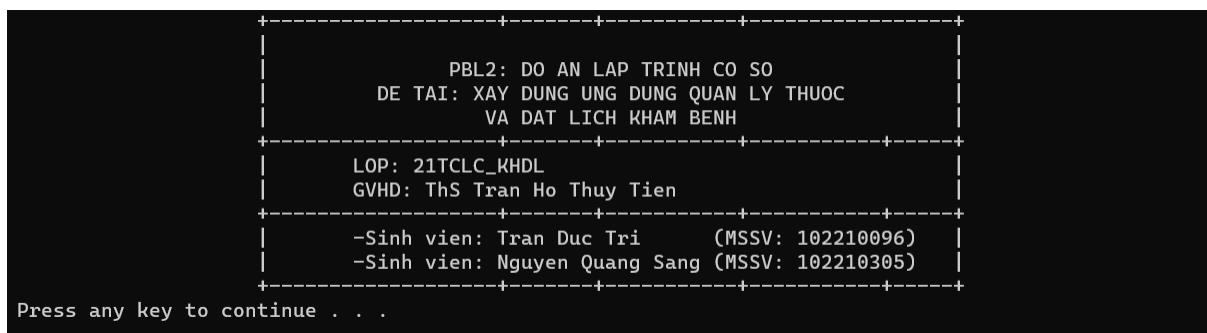 PBL2: DO AN LAP TRINH CO SO
DE TAI: XAY DUNG UNG DUNG QUAN LY THUOC
VA DAT LICH KHAM BENH
LOP: 21TCLC_KHDL
GVHD: ThS Tran Ho Thuy Tien
-Sinh vien: Tran Duc Tri (MSSV: 102210096)
-Sinh vien: Nguyen Quang Sang (MSSV: 102210305)
Press any key to continue . . .